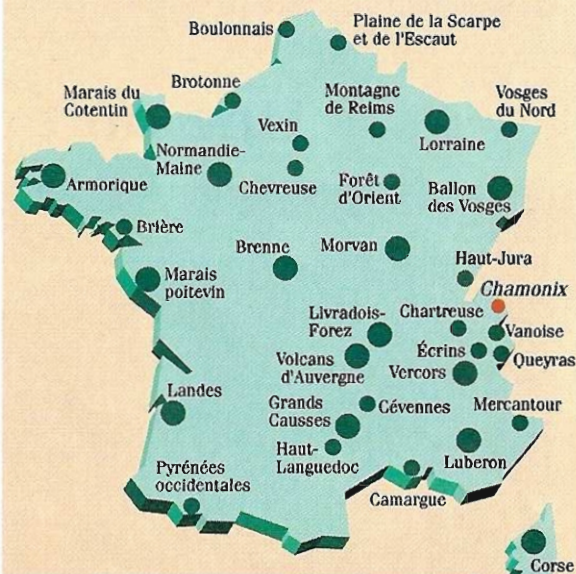 Boulonnais
Plaine de la Scarpe
et de l'Escaut
Marais du
Cotentin
Brotonne
Montagne
de Reims
Vosges
du Nord
Vexin
Lorraine
Normandie-
Maine
Chevreuse
Armorique
Forêt
d'Orient
Ballon
des Vosges
Brière
Brenne
Morvan
Haut-Jura
Marais
poitevin
Chamonix
Livradois-
Forez
Chartreuse
Vanoise
Volcans
d'Auvergne
Écrins
Queyras
Vercors
Landes
Grands
Causses
Cévennes
Mercantour
Haut-
Languedoc
Luberon
Pyrénées
occidentales
Camargue
Corse